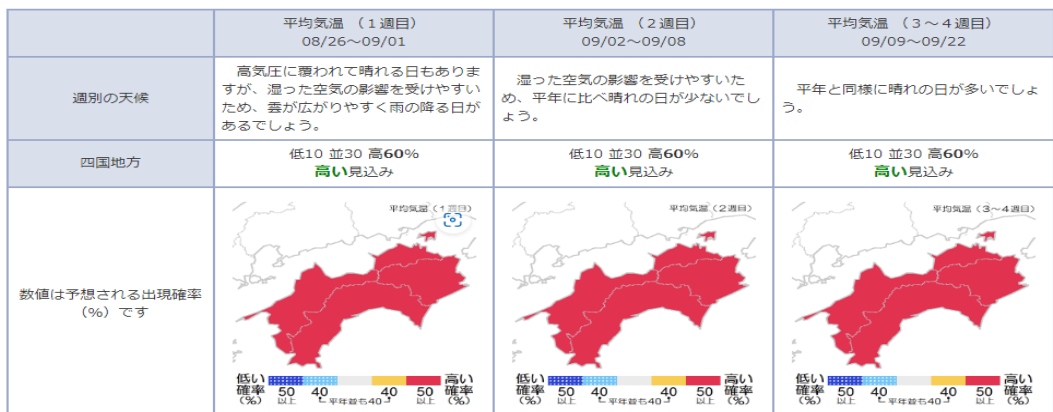 平均気温 （1週目）
08/26～09/01
平均気温 （2週目）
09/02～09/08
平均気温 （3～4週目）
09/09～09/22
週別の天候
高気圧に覆われて晴れる日もありま
すが、湿った空気の影響を受けやすい
ため、雲が広がりやすく雨の降る日が
あるでしょう。
湿った空気の影響を受けやすいた
め、平年に比べ晴れの日が少ないでし
ょう。
平年と同様に晴れの日が多いでしょ
う。
四国地方
低10 並30 高60%
高い見込み
低10 並30 高60%
高い見込み
低10 並30 高60%
高い見込み
数値は予想される出現確率
（%）です
平均気温（1週目）
低い
確率
(%)
50
以上
40
←平年並も40→
40
50
以上
高い
確率
(%)
平均気温（2週目）
低い
確率
(%)
50
以上
40
←平年並も40→
40
50
以上
高い
確率
(%)
平均気温（3～4週目）
低い
確率
(%)
50
以上
40
←平年並も40→
40
50
以上
高い
確率
(%)